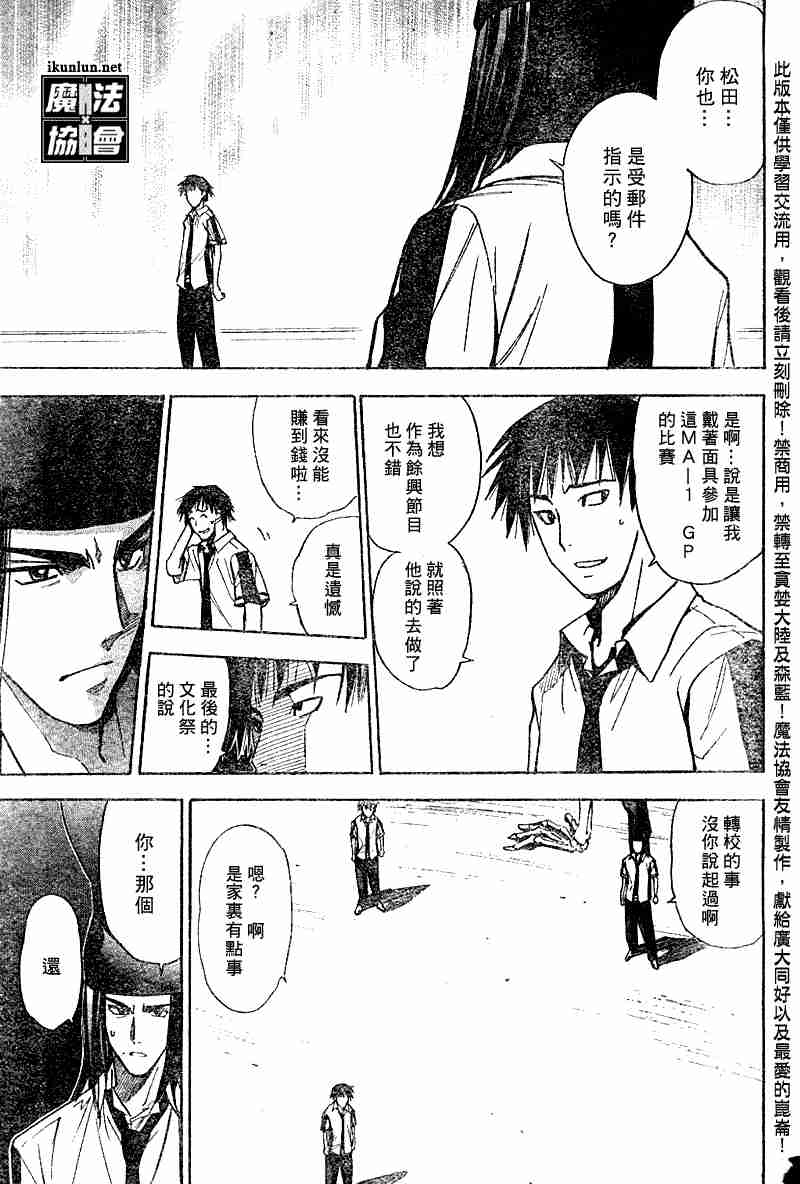 ikunlun.net
魔法
協會
MXB
松田…
你也…
是受郵件
指示的嗎？
是啊…說是讓我
戴著面具參加
這MA-1 GP
的比賽
我想
作為餘興節目
也不錯
就照著
他說的去做了
看來沒能
賺到錢啦…
真是遺憾
最後的…
文化祭
的說
轉校的事
沒你說起過啊
嗯？ 啊
是家裏有點事
你…那個
還
此版本僅供學習交流用，觀看後請立刻刪除！禁商用，禁轉至貪婪大陸及森藍！魔法協會友情製作，獻給廣大同好以及最愛的崑崙！